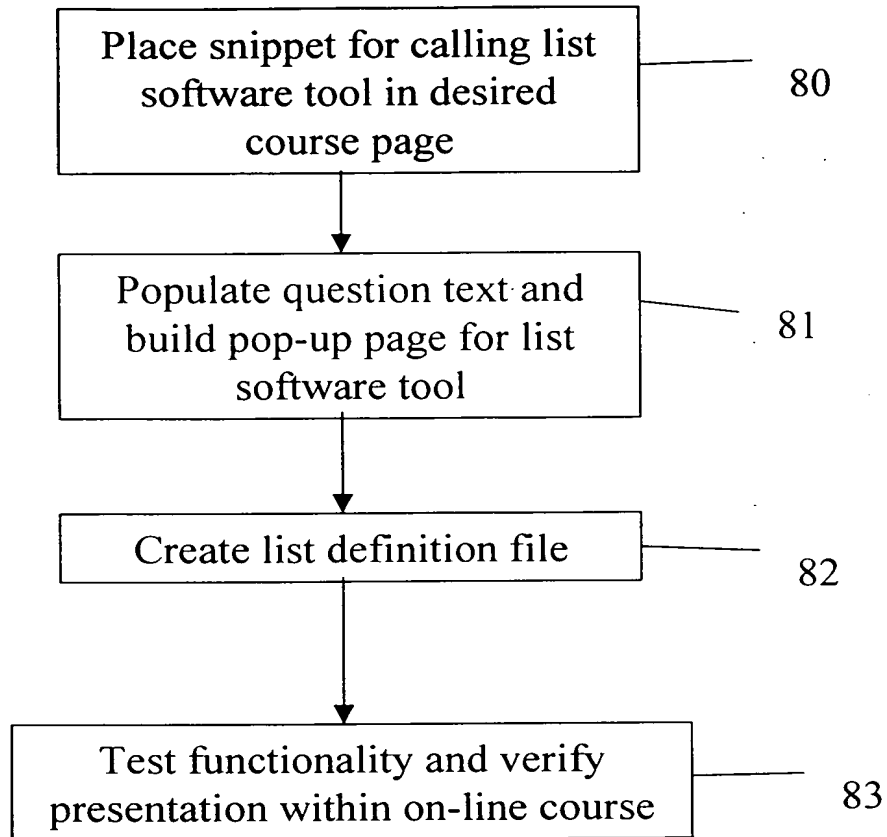 Place snippet for calling list
software tool in desired
course page
80
Populate question text and
build pop-up page for list
software tool
81
Create list definition file
82
Test functionality and verify
presentation within on-line course
83